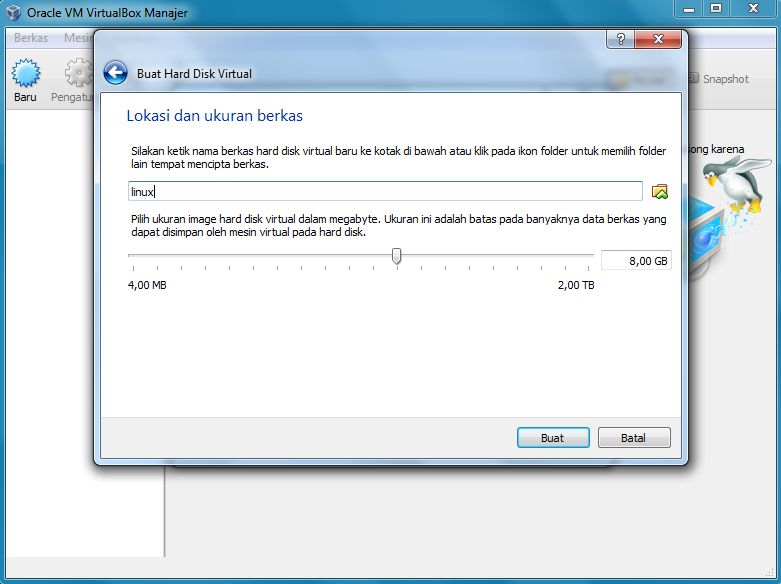 Oracle VM VirtualBox Manajer
Berkas Mesin
Baru
Pengatur
Snapshot
song karena
Buat Hard Disk Virtual
Lokasi dan ukuran berkas
Silakan ketik nama berkas hard disk virtual baru ke kotak di bawah atau klik pada ikon folder untuk memilih folder
lain tempat mencipta berkas.
linux
Pilih ukuran image hard disk virtual dalam megabyte. Ukuran ini adalah batas pada banyaknya data berkas yang
dapat disimpan oleh mesin virtual pada hard disk.
8,00 GB
4,00 MB 2,00 TB
Buat Batal